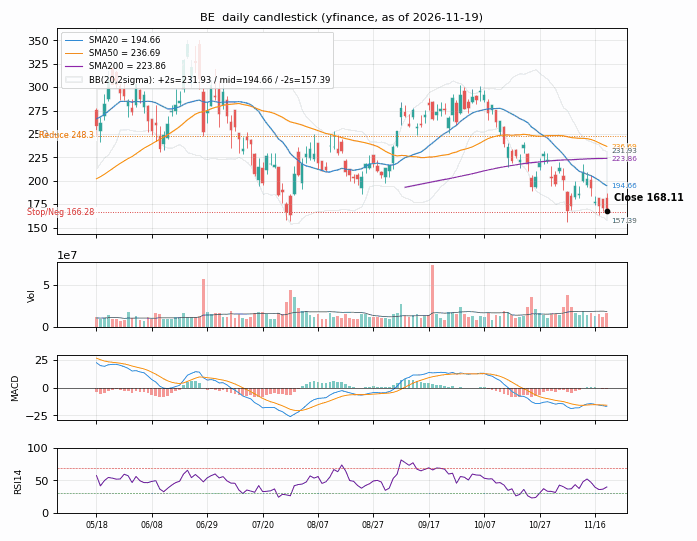 BE  daily candlestick (yfinance, as of 2026-11-19)
SMA20 = 194.66
SMA50 = 236.69
SMA200 = 223.86
BB(20,2sigma): +2s=231.93 / mid=194.66 / -2s=157.39
350
325
300
275
250
225
200
175
150
Reduce 248.3
Stop/Neg 166.28
236.69
231.93
223.86
194.66
Close 168.11
157.39
1e7
Vol
5
0
MACD
25
0
−25
RSI14
100
50
0
05/18
06/08
06/29
07/20
08/07
08/27
09/17
10/07
10/27
11/16